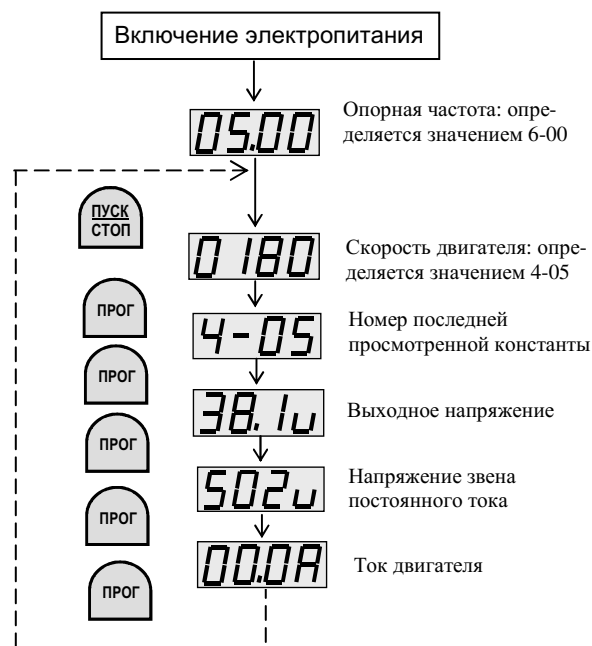 Включение электропитания
05.00
Опорная частота: опре-
деляется значением 6-00
ПУСК
СТОП
0180
Скорость двигателя: опре-
деляется значением 4-05
ПРОГ
4-05
Номер последней
просмотренной константы
ПРОГ
38.1u
Выходное напряжение
ПРОГ
502u
Напряжение звена
постоянного тока
ПРОГ
00.0A
Ток двигателя
ПРОГ